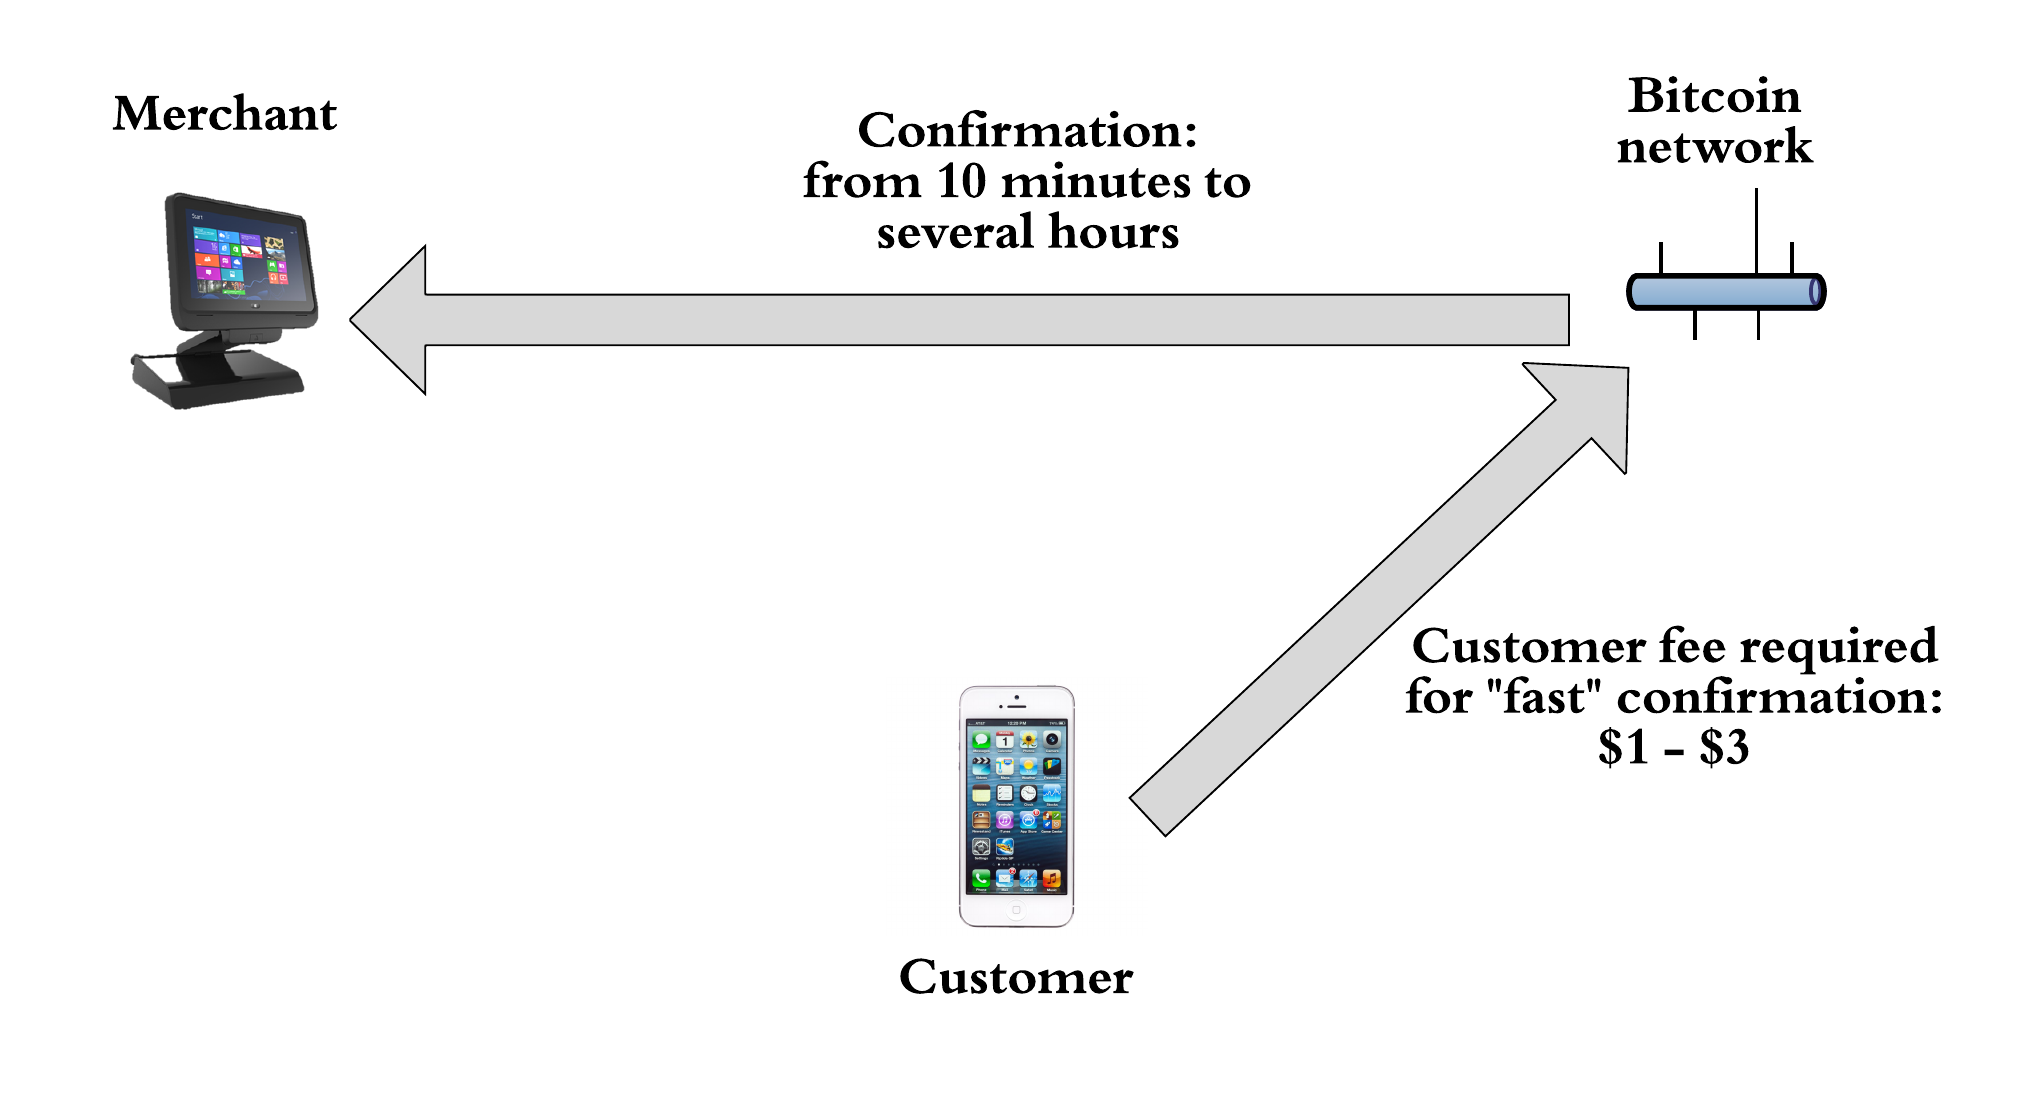 Merchant
Confirmation:
from 10 minutes to
several hours
Bitcoin
network
Start
Customer fee required
for "fast" confirmation:
$1 - $3
Customer